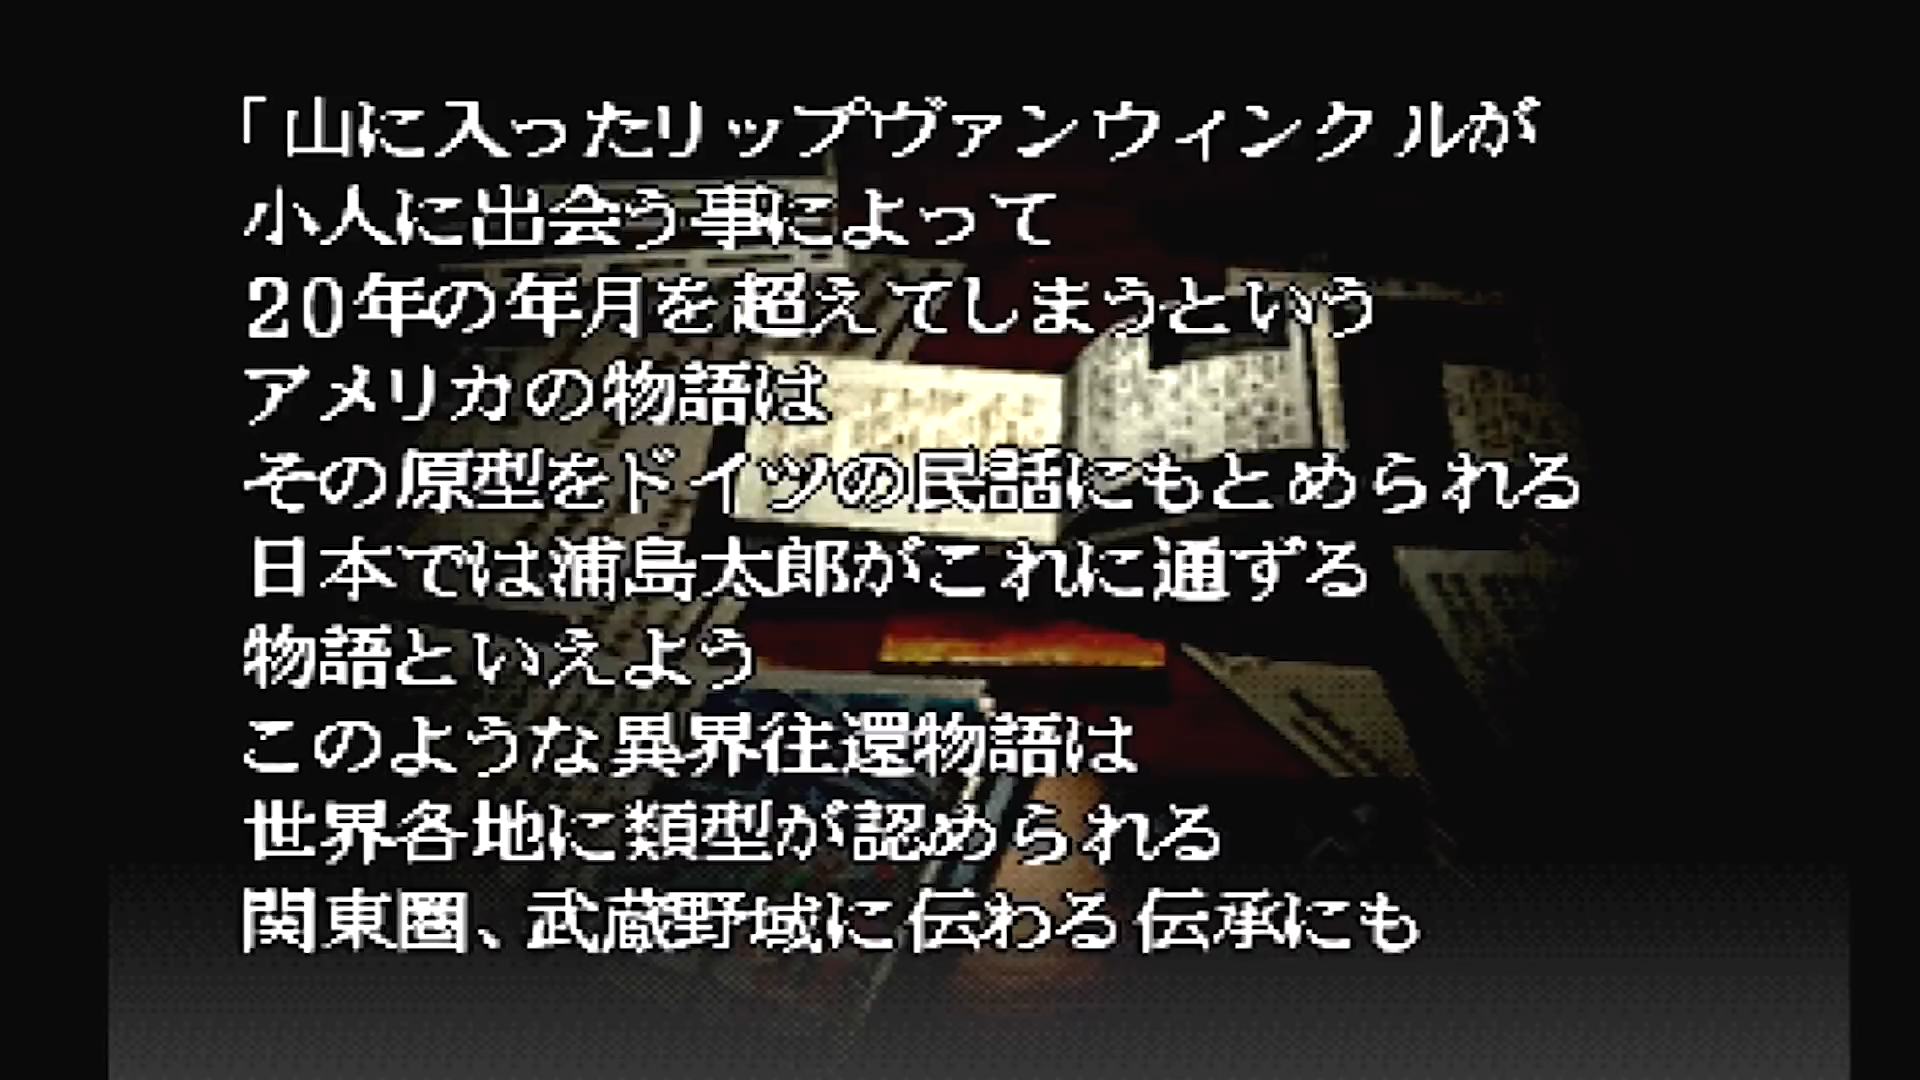 「山に入ったリップヴァンウィンクルが
小人に出会う事によって
20年の年月を超えてしまうという
アメリカの物語は
その原型をドイツの民話にもとめられる
日本では浦島太郎がこれに通ずる
物語といえよう
このような異界往還物語は
世界各地に類型が認められる
関東圏、武蔵野域に伝わる伝承にも